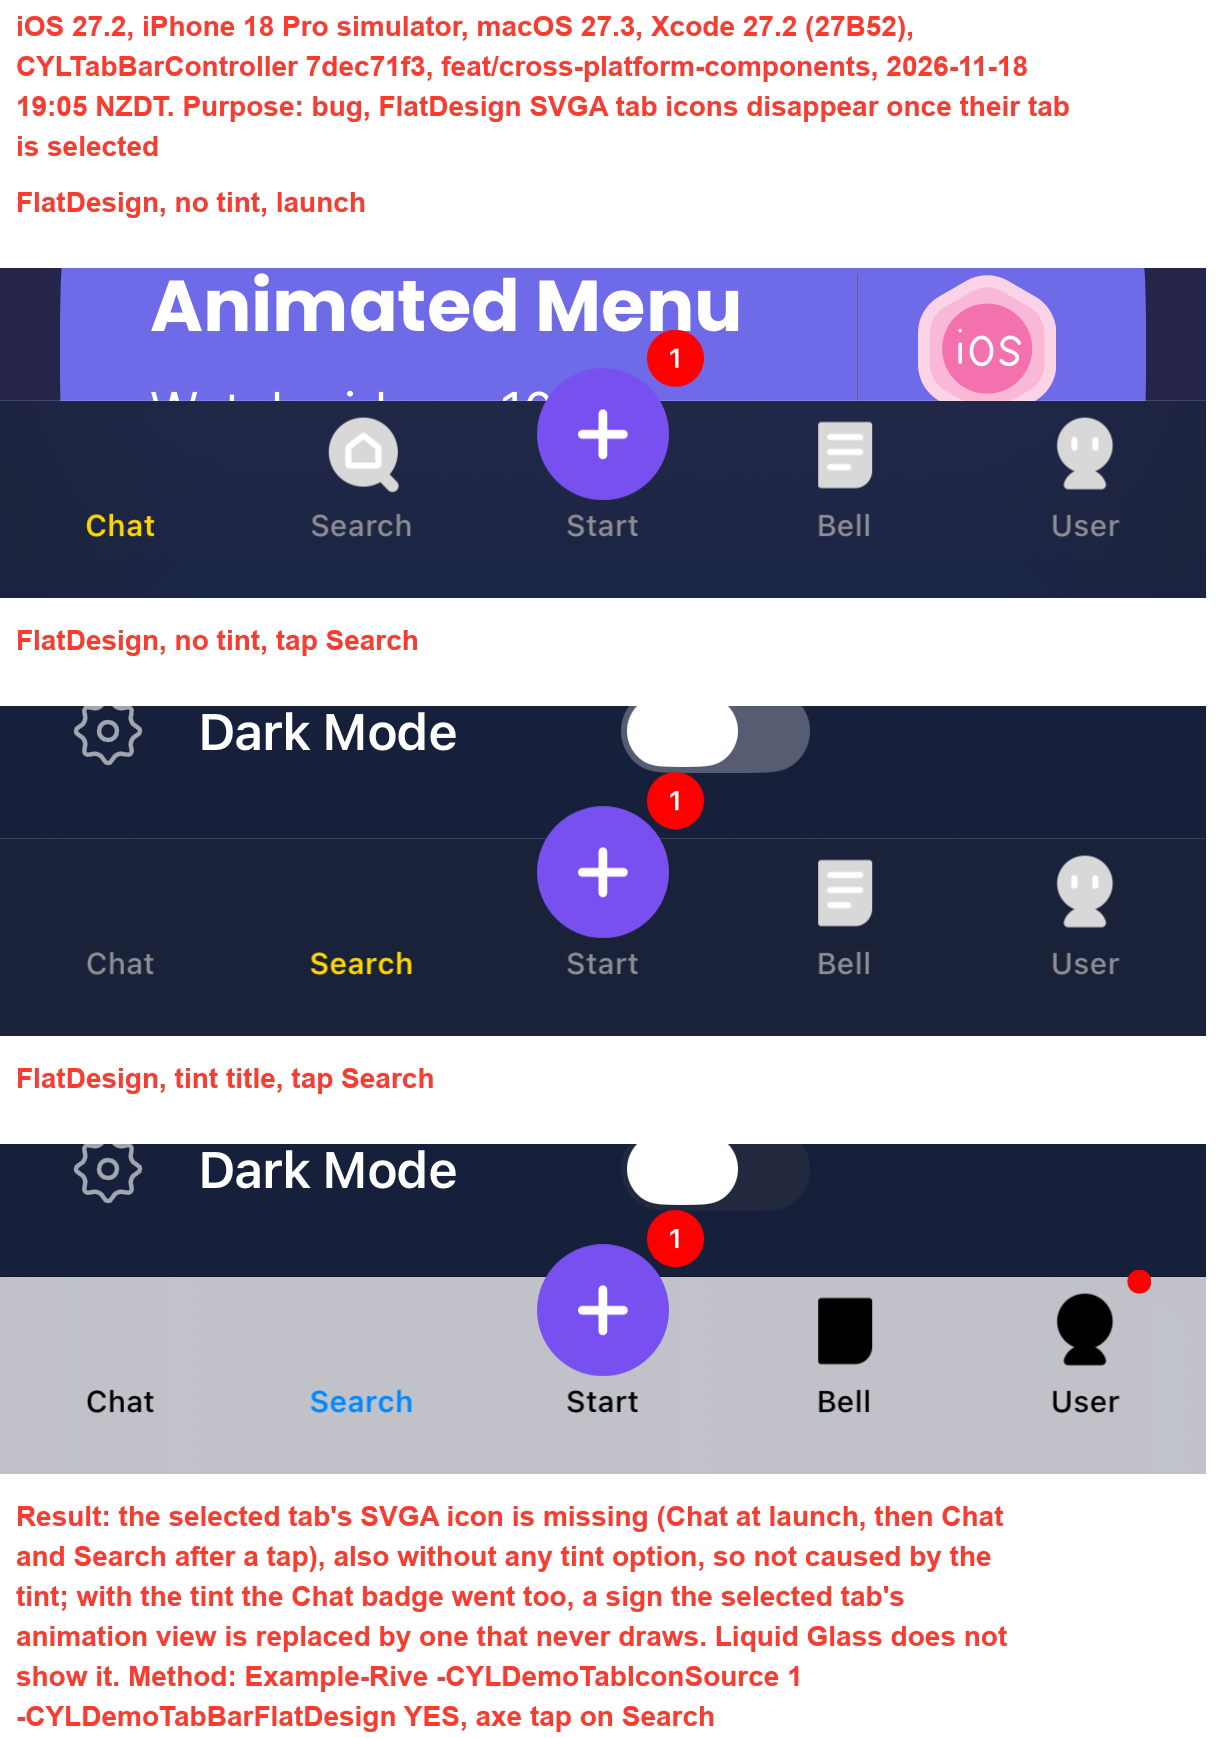 iOS 27.2, iPhone 18 Pro simulator, macOS 27.3, Xcode 27.2 (27B52),
CYLTabBarController 7dec71f3, feat/cross-platform-components, 2026-11-18
19:05 NZDT. Purpose: bug, FlatDesign SVGA tab icons disappear once their tab
is selected
FlatDesign, no tint, launch
Animated Menu
iOS
1
Chat
Search
Start
Bell
User
FlatDesign, no tint, tap Search
Dark Mode
1
Chat
Search
Start
Bell
User
FlatDesign, tint title, tap Search
Dark Mode
1
Chat
Search
Start
Bell
User
Result: the selected tab's SVGA icon is missing (Chat at launch, then Chat
and Search after a tap), also without any tint option, so not caused by the
tint; with the tint the Chat badge went too, a sign the selected tab's
animation view is replaced by one that never draws. Liquid Glass does not
show it. Method: Example-Rive -CYLDemoTabIconSource 1
-CYLDemoTabBarFlatDesign YES, axe tap on Search